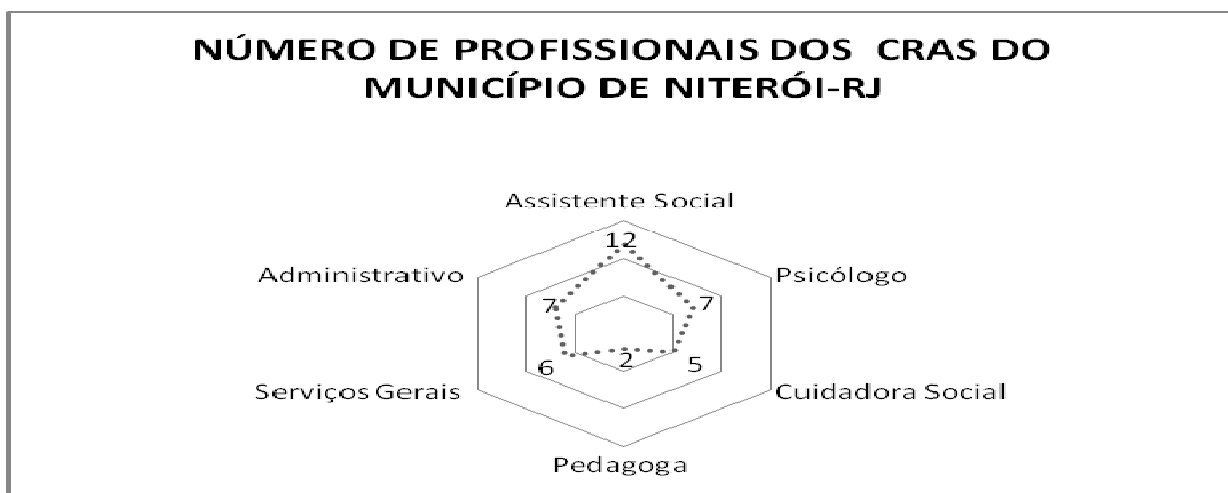 NÚMERO DE PROFISSIONAIS DOS CRAS DO
MUNICÍPIO DE NITERÓI-RJ
Assistente Social
12
Administrativo
Psicólogo
7
7
6
2
5
Serviços Gerais
Cuidadora Social
Pedagoga